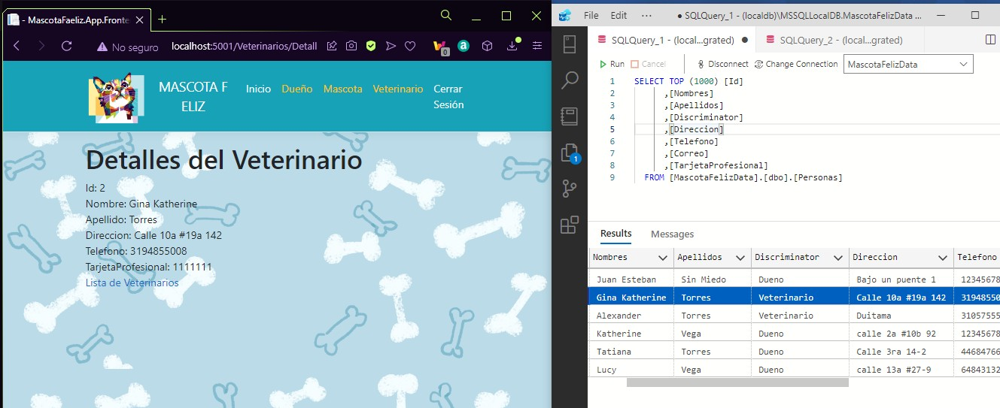 - MascotaFaeliz.App.Fronte
No seguro
localhost:5001/Veterinarios/Detall
0
a
MASCOTA F
ELIZ
Inicio
Dueño
Mascota
Veterinario
Cerrar
Sesión
Detalles del Veterinario
Id: 2
Nombre: Gina Katherine
Apellido: Torres
Direccion: Calle 10a #19a 142
Telefono: 3194855008
TarjetaProfesional: 1111111
Lista de Veterinarios
File Edit ··· ● SQLQuery_1 - (localdb)\MSSQLLocalDB.MascotaFelizData ...
SQLQuery_1 - (local...grated) ●
SQLQuery_2 - (local...grated)
Run Cancel Disconnect Change Connection MascotaFelizData
1 SELECT TOP (1000) [Id]
2 ,[Nombres]
3 ,[Apellidos]
4 ,[Discriminator]
5 ,[Direccion]
6 ,[Telefono]
7 ,[Correo]
8 ,[TarjetaProfesional]
9 FROM [MascotaFelizData].[dbo].[Personas]
1
Results Messages
Nombres Apellidos Discriminator Direccion Telefono
Juan Esteban Sin Miedo Dueno Bajo un puente 1 12345678
Gina Katherine Torres Veterinario Calle 10a #19a 142 31948550
Alexander Torres Veterinario Duitama 31057555
Katherine Vega Dueno calle 2a #10b 92 12345678
Tatiana Torres Dueno Calle 3ra 14-2 44684766
Lucy Vega Dueno calle 13a #27-9 64843132